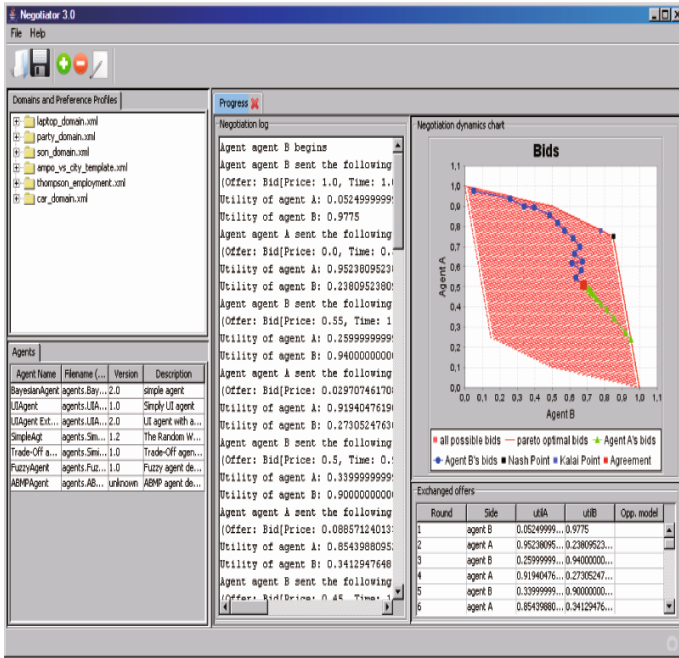 Negotiator 3.0
File Help
Domains and Preference Profiles
laptop_domain.xml
party_domain.xml
son_domain.xml
ampo_vs_city_template.xml
thompson_employment.xml
car_domain.xml
Agents
Agent Name Filename (... Version Description
BayesianAgent agents.Bay... 2.0 simple agent
UIAgent agents.UIA... 1.0 Simply UI agent
UIAgent Ext... agents.UIA... 2.0 UI agent with a...
SimpleAgt agents.Sim... 1.2 The Random W...
Trade-Off a... agents.Simi... 1.0 Trade-Off agen...
FuzzyAgent agents.Fuz... 1.0 Fuzzy agent de...
ABMPAgent agents.AB... unknown ABMP agent de...
Progress
Negotiation log
Agent agent B begins
Agent agent B sent the following
(Offer: Bid[Price: 1.0, Time: 1.
Utility of agent A: 0.0524999999
Utility of agent B: 0.9775
Agent agent A sent the following
(Offer: Bid[Price: 0.0, Time: 0.
Utility of agent A: 0.9523809523
Utility of agent B: 0.2380952380
Agent agent B sent the following
(Offer: Bid[Price: 0.55, Time: 1
Utility of agent A: 0.2599999999
Utility of agent B: 0.9400000000
Agent agent A sent the following
(Offer: Bid[Price: 0.029707461708
Utility of agent A: 0.9194047619
Utility of agent B: 0.2730524763
Agent agent B sent the following
(Offer: Bid[Price: 0.5, Time: 0.
Utility of agent A: 0.3399999999
Utility of agent B: 0.9000000000
Agent agent A sent the following
(Offer: Bid[Price: 0.0885712401
Utility of agent A: 0.8543988095
Utility of agent B: 0.3412947648
Agent agent B sent the following
(Offer: Bid[Price: 0.45, Time: 1
Negotiation dynamics chart
Bids
1,1
1,0
0,9
0,8
0,7
0,6
0,5
0,4
0,3
0,2
0,1
0,0
Agent A
0,0 0,1 0,2 0,3 0,4 0,5 0,6 0,7 0,8 0,9 1,0 1,1
Agent B
all possible bids pareto optimal bids Agent A's bids
Agent B's bids Nash Point Kalai Point Agreement
Exchanged offers
Round Side utilA utilB Opp. model
1 agent B 0.05249999... 0.9775
2 agent A 0.95238095... 0.23809523...
3 agent B 0.25999999... 0.94000000...
4 agent A 0.91940476... 0.27305247...
5 agent B 0.33999999... 0.90000000...
6 agent A 0.85439880... 0.34129476...